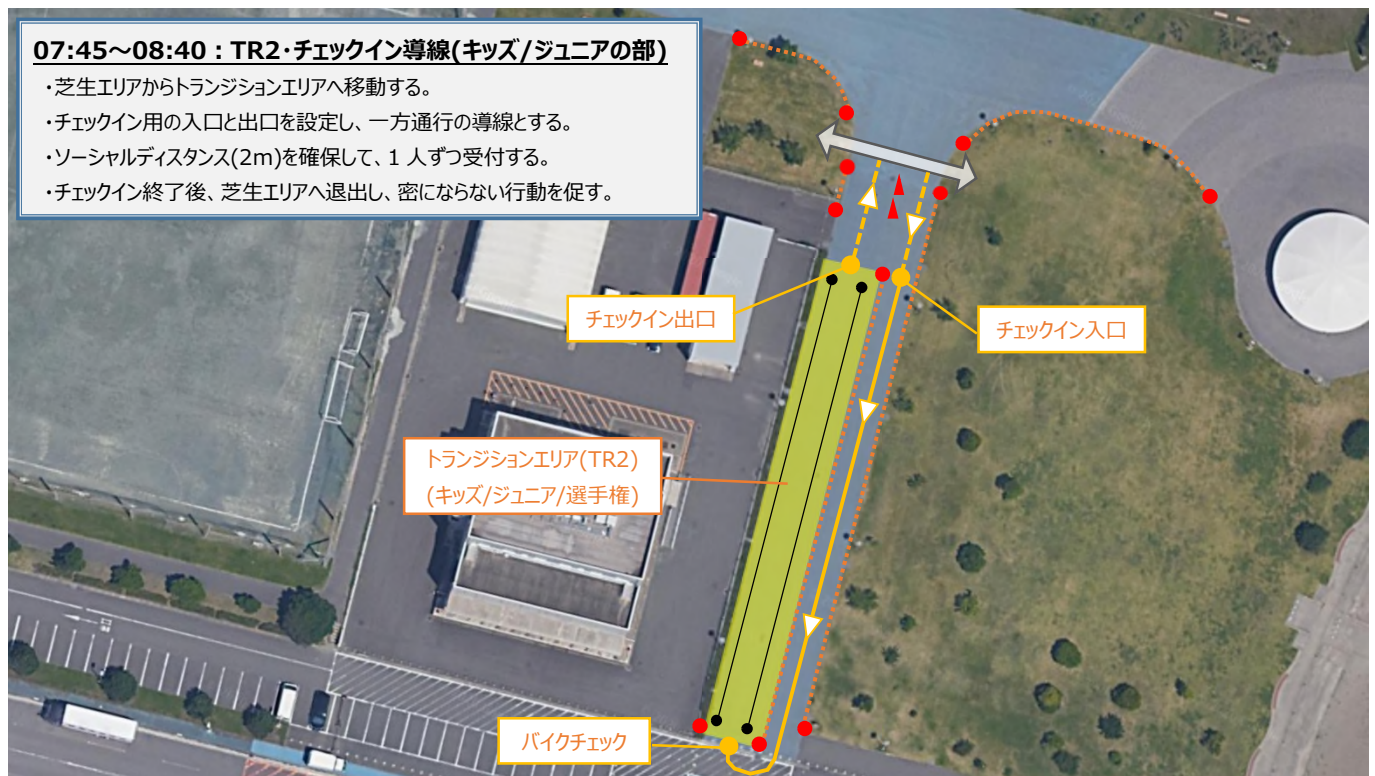 07:45～08:40：TR2・チェックイン導線(キッズ/ジュニアの部)
・芝生エリアからトランジションエリアへ移動する。
・チェックイン用の入口と出口を設定し、一方通行の導線とする。
・ソーシャルディスタンス(2m)を確保して、1人ずつ受付する。
・チェックイン終了後、芝生エリアへ退出し、密にならない行動を促す。
チェックイン出口
チェックイン入口
トランジションエリア(TR2)
(キッズ/ジュニア/選手権)
バイクチェック